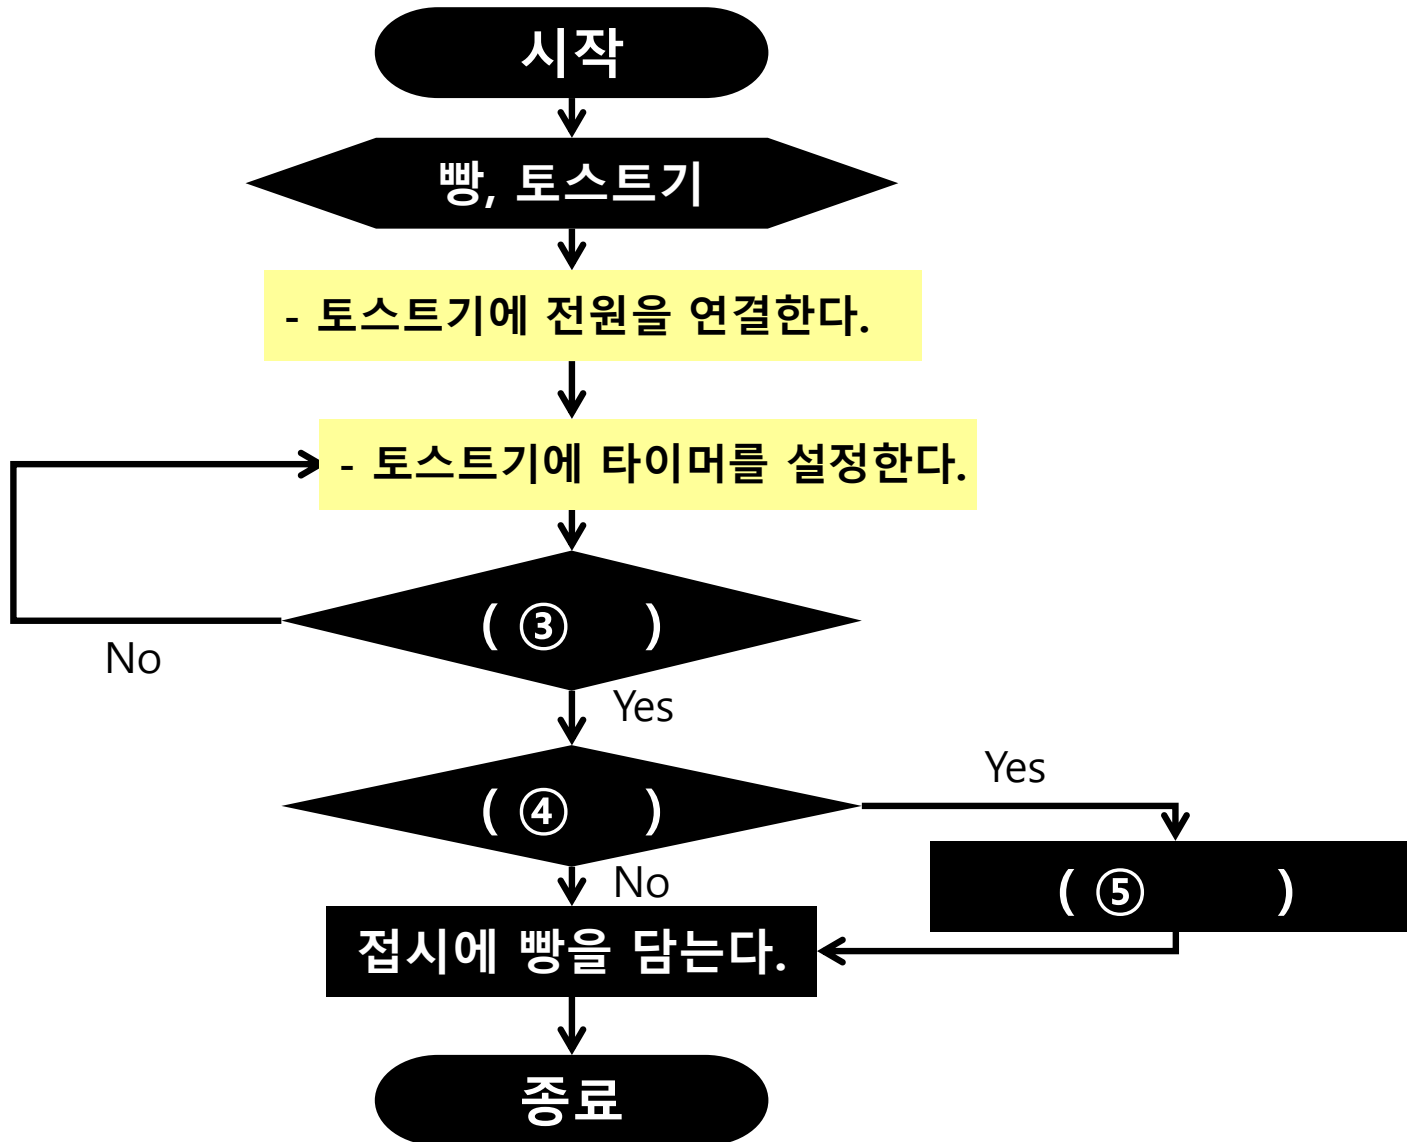 시작
빵, 토스트기
- 토스트기에 전원을 연결한다.
- 토스트기에 타이머를 설정한다.
( ③ )
No
Yes
( ④ )
Yes
No
( ⑤ )
접시에 빵을 담는다.
종료